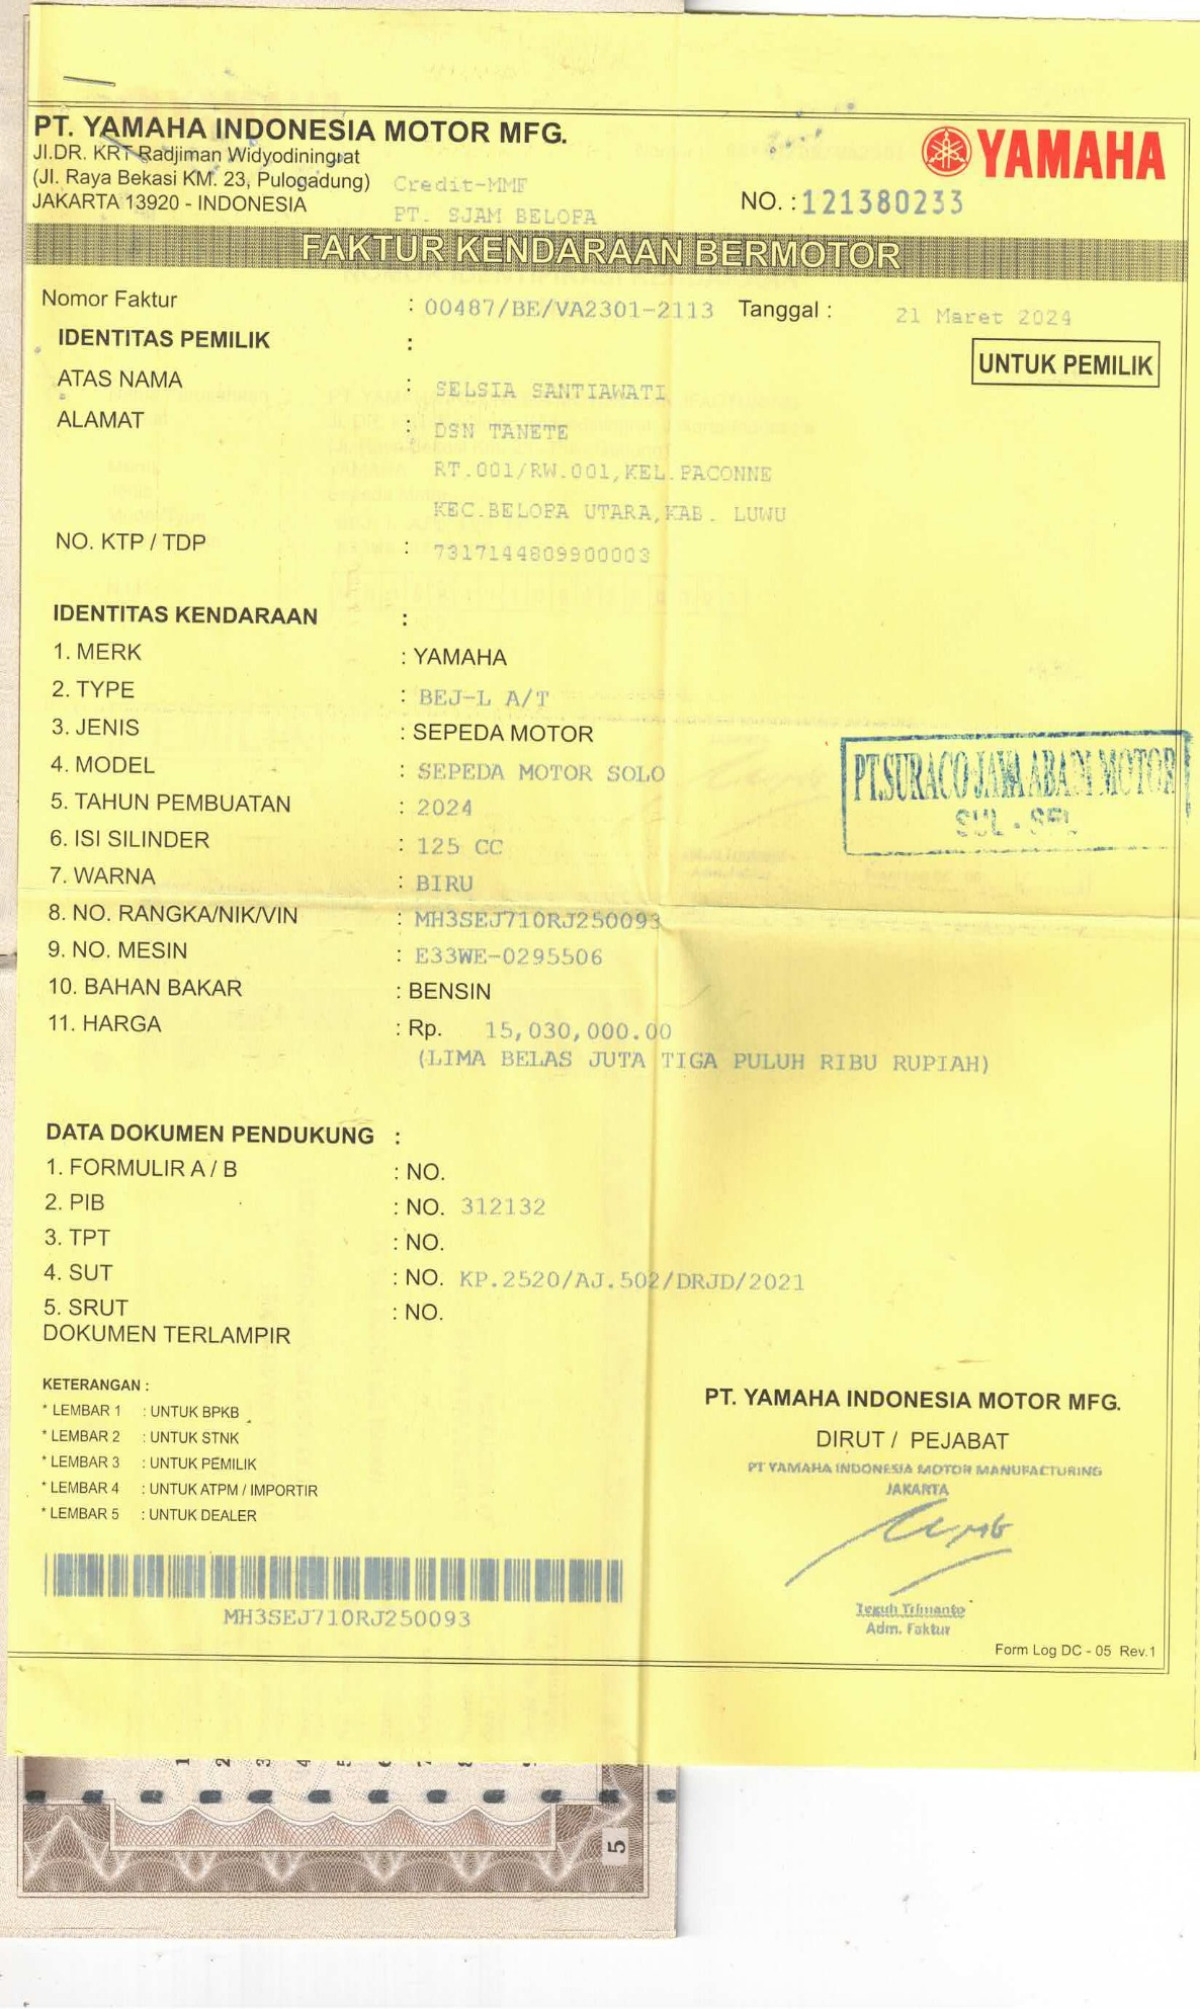 PT. YAMAHA INDONESIA MOTOR MFG.
Jl.DR. KRT Radjiman Widyodiningrat
(Jl. Raya Bekasi KM. 23, Pulogadung)
JAKARTA 13920 - INDONESIA
Credit-MMF
PT. SJAM BELOPA
YAMAHA
NO. : 121380233
FAKTUR KENDARAAN BERMOTOR
Nomor Faktur : 00487/BE/VA2301-2113 Tanggal : 21 Maret 2024
IDENTITAS PEMILIK :
UNTUK PEMILIK
ATAS NAMA : SELSIA SANTIAWATI
ALAMAT : DSN TANETE
RT.001/RW.001,KEL.PACONNE
KEC.BELOPA UTARA,KAB. LUWU
NO. KTP / TDP : 7317144809900003
IDENTITAS KENDARAAN :
1. MERK : YAMAHA
2. TYPE : BEJ-L A/T
3. JENIS : SEPEDA MOTOR
4. MODEL : SEPEDA MOTOR SOLO
5. TAHUN PEMBUATAN : 2024
6. ISI SILINDER : 125 CC
7. WARNA : BIRU
8. NO. RANGKA/NIK/VIN : MH3SEJ710RJ250093
9. NO. MESIN : E33WE-0295506
10. BAHAN BAKAR : BENSIN
11. HARGA : Rp. 15,030,000.00
(LIMA BELAS JUTA TIGA PULUH RIBU RUPIAH)
PT.SURACO JAYA ABADI MOTOR
SUL - SEL
DATA DOKUMEN PENDUKUNG :
1. FORMULIR A / B : NO.
2. PIB : NO. 312132
3. TPT : NO.
4. SUT : NO. KP.2520/AJ.502/DRJD/2021
5. SRUT : NO.
DOKUMEN TERLAMPIR
KETERANGAN :
* LEMBAR 1 : UNTUK BPKB
* LEMBAR 2 : UNTUK STNK
* LEMBAR 3 : UNTUK PEMILIK
* LEMBAR 4 : UNTUK ATPM / IMPORTIR
* LEMBAR 5 : UNTUK DEALER
MH3SEJ710RJ250093
PT. YAMAHA INDONESIA MOTOR MFG.
DIRUT / PEJABAT
PT YAMAHA INDONESIA MOTOR MANUFACTURING
JAKARTA
Teguh Trimanto
Adm. Faktur
Form Log DC - 05 Rev.1
5